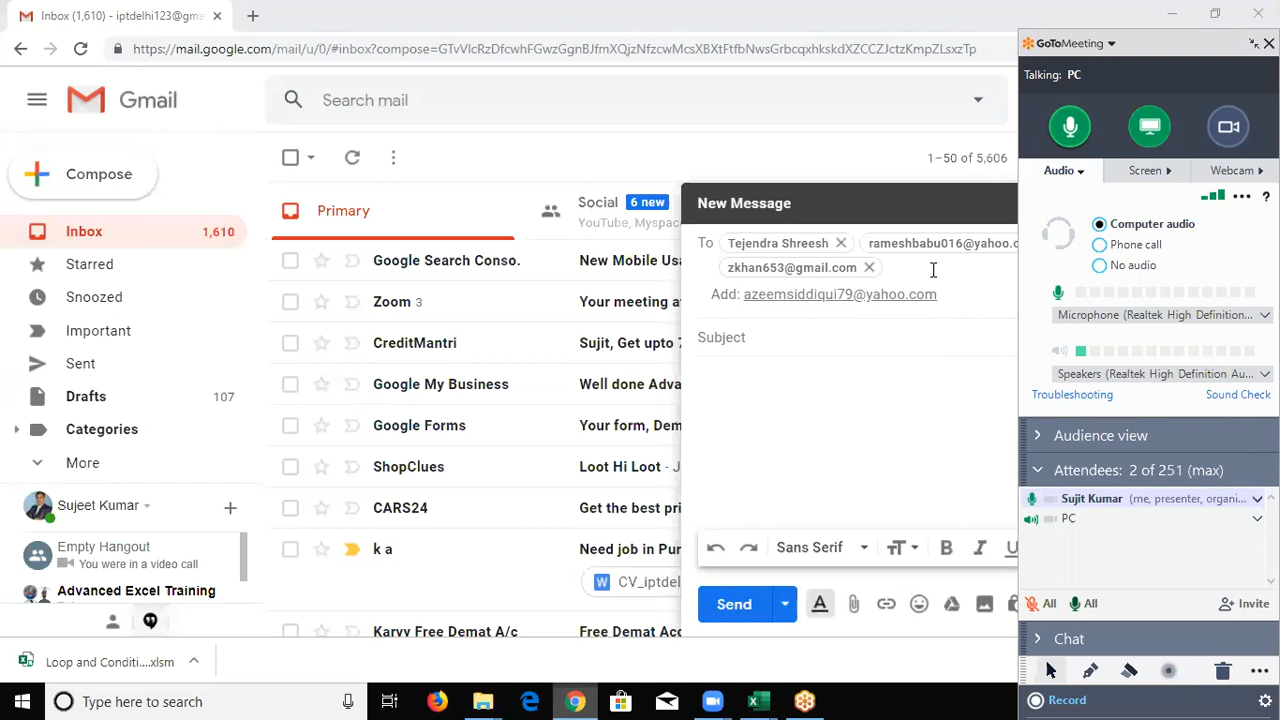 Inbox (1,610) - iptdelhi123@gma
https://mail.google.com/mail/u/0/#inbox?compose=GTvVlcRzDfcwhFGwzGgnBJfmXQjzNfzcwMcsXBXtFtfbNwsGrbcqxhkskdXZCCZJctzKmpZLsxzTp
GoToMeeting
Talking: PC
Gmail
Search mail
Compose
1–50 of 5,606
Audio
Screen
Webcam
Inbox 1,610
Starred
Snoozed
Important
Sent
Drafts 107
Categories
More
Sujeet Kumar
Empty Hangout
You were in a video call
Advanced Excel Training
Primary
Social 6 new
YouTube, Myspac
Google Search Conso. New Mobile Usa
Zoom 3 Your meeting a
CreditMantri Sujit, Get upto 7
Google My Business Well done Adva
Google Forms Your form, Dem
ShopClues Loot Hi Loot - J
CARS24 Get the best pri
k a Need job in Pur
CV_iptdel
Karvy Free Demat A/c Free Demat Acc
New Message
To Tejendra Shreesh rameshbabu016@yahoo.c
zkhan653@gmail.com
Add: azeemsiddiqui79@yahoo.com
Subject
Sans Serif
B I U
Send
Computer audio
Phone call
No audio
Microphone (Realtek High Definition...
Speakers (Realtek High Definition Au...
Troubleshooting Sound Check
Audience view
Attendees: 2 of 251 (max)
Sujit Kumar (me, presenter, organi...
PC
All All Invite
Chat
Record
Loop and Conditi....xlsm
Type here to search